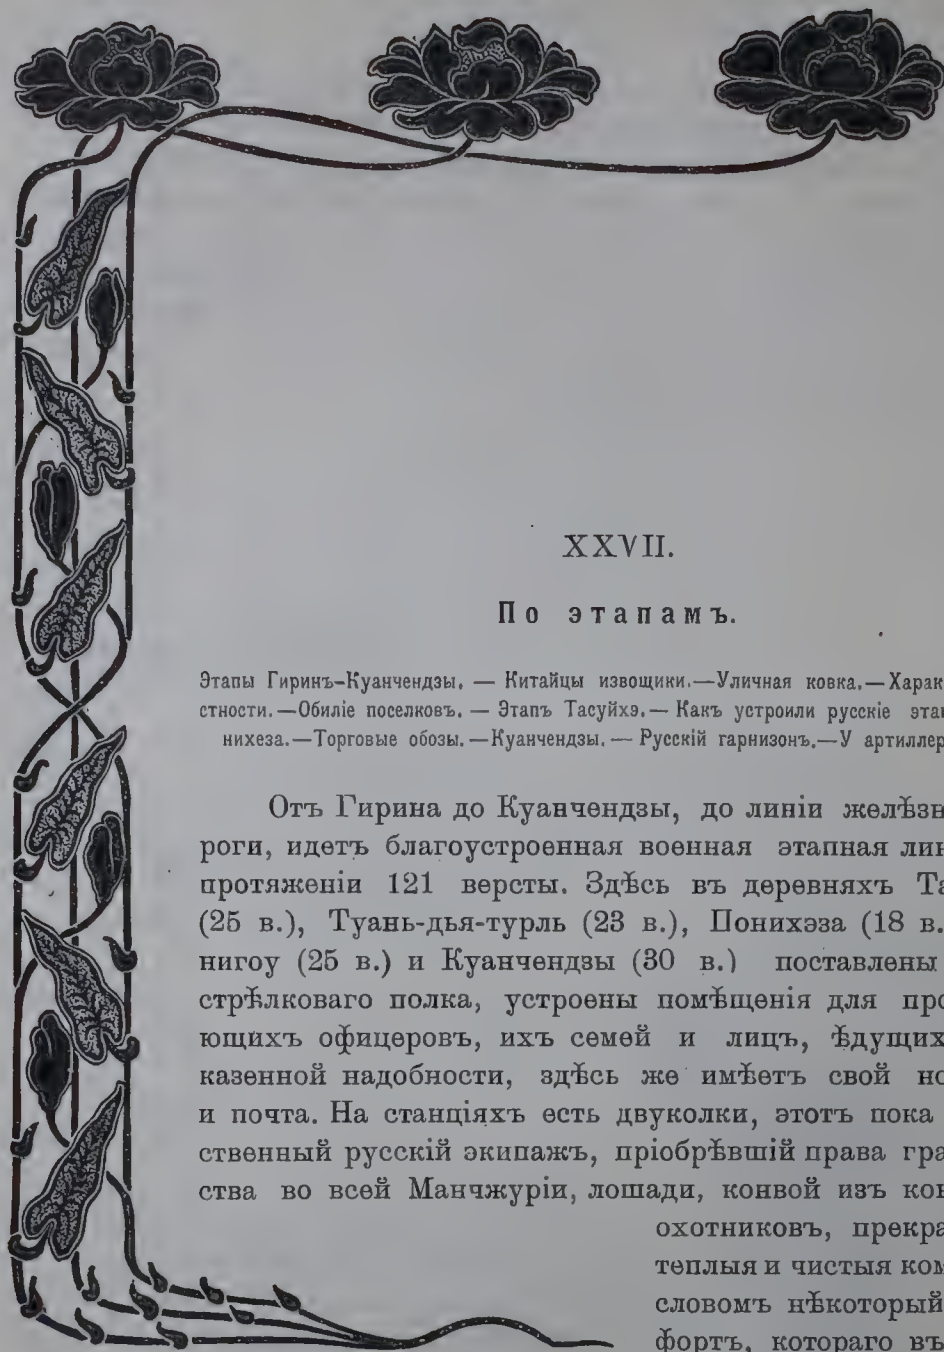 XXVII.
По этапамъ.
Этапы Гиринъ-Куанчендзы. — Китайцы извощики.—Уличная ковка.—Харак
стности.—Обиліе поселковъ. — Этапъ Тасуйхэ.— Какъ устроили русскіе этап
нихеза.—Торговые обозы.—Куанчендзы.— Русскій гарнизонъ.—У артиллер
Отъ Гирина до Куанчендзы, до линіи желѣзн
роги, идетъ благоустроенная военная этапная лин
протяженіи 121 версты. Здѣсь въ деревняхъ Та
(25 в.), Туань-дья-турль (23 в.), Понихэза (18 в.
нигоу (25 в.) и Куанчендзы (30 в.) поставлены
стрѣлковаго полка, устроены помѣщенія для про
ющихъ офицеровъ, ихъ семей и лицъ, ѣдущихъ
казенной надобности, здѣсь же имѣетъ свой но
и почта. На станціяхъ есть двуколки, этотъ пока
ственный русскій экипажъ, пріобрѣвшій права гра
ства во всей Манчжуріи, лошади, конвой изъ кон
охотниковъ, прекра
теплыя и чистыя ком
словомъ нѣкоторый
фортъ, котораго въ